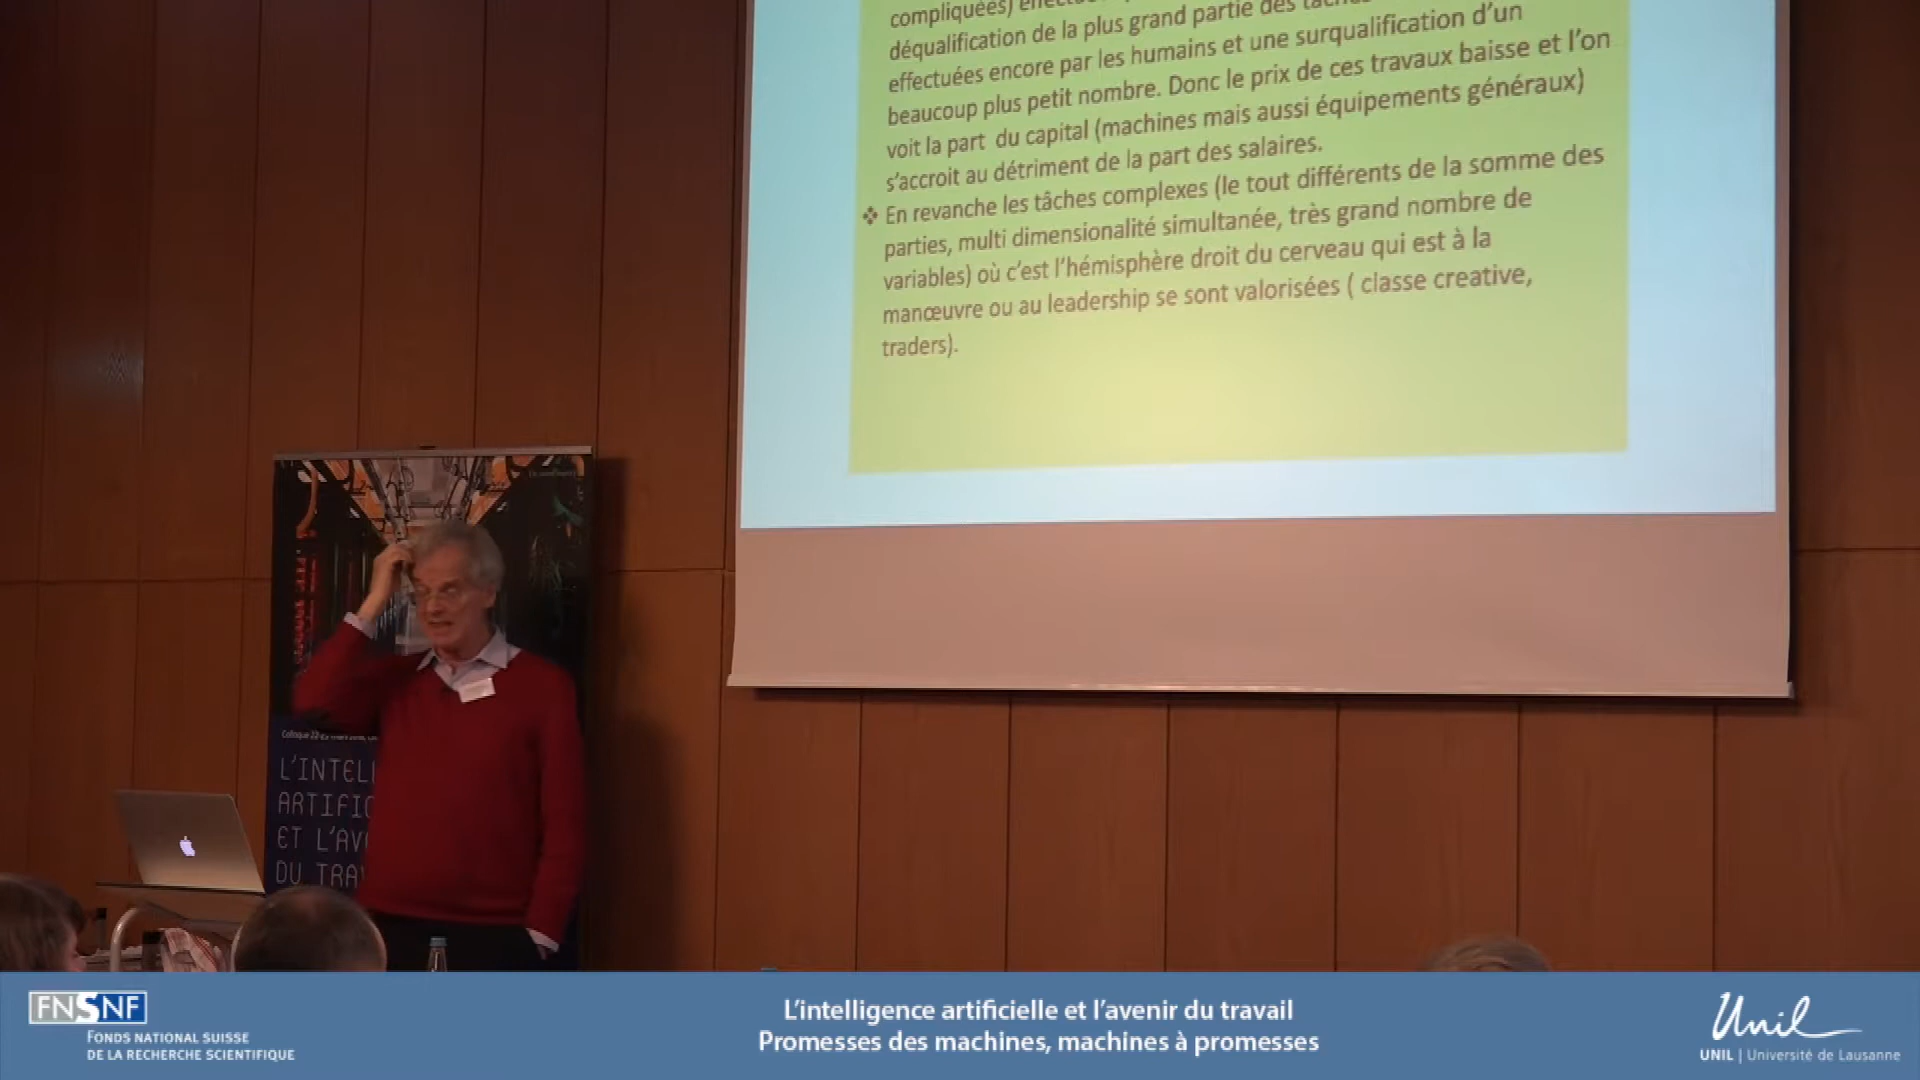 compliquées)
déqualification de la plus grand partie des
effectuées encore par les humains et une surqualification d’un
beaucoup plus petit nombre. Donc le prix de ces travaux baisse et l’on
voit la part du capital (machines mais aussi équipements généraux)
s’accroit au détriment de la part des salaires.
❖ En revanche les tâches complexes (le tout différents de la somme des
parties, multi dimensionalité simultanée, très grand nombre de
variables) où c’est l’hémisphère droit du cerveau qui est à la
manœuvre ou au leadership se sont valorisées ( classe creative,
traders).
Colloque
L’INTELL
ARTIFIC
ET L’AV
DU TRA
FNSNF
FONDS NATIONAL SUISSE
DE LA RECHERCHE SCIENTIFIQUE
L’intelligence artificielle et l’avenir du travail
Promesses des machines, machines à promesses
Unil
UNIL | Université de Lausanne